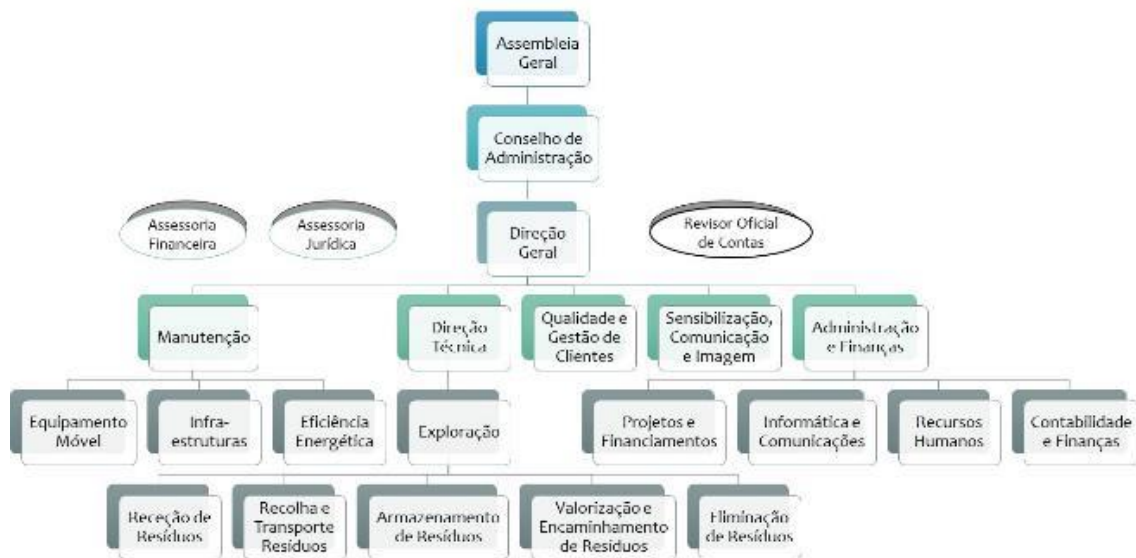 Assembleia
Geral
Conselho de
Administração
Assessoria
Financeira
Assessoria
Jurídica
Direção
Geral
Revisor Oficial
de Contas
Manutenção
Direção
Técnica
Qualidade e
Gestão de
Clientes
Sensibilização,
Comunicação
e Imagem
Administração
e Finanças
Equipamento
Móvel
Infra-
estruturas
Eficiência
Energética
Exploração
Projetos e
Financiamentos
Informática e
Comunicações
Recursos
Humanos
Contabilidade
e Finanças
Receção de
Resíduos
Recolha e
Transporte
Resíduos
Armazenamento
de Resíduos
Valorização e
Encaminhamento
de Resíduos
Eliminação
de Resíduos